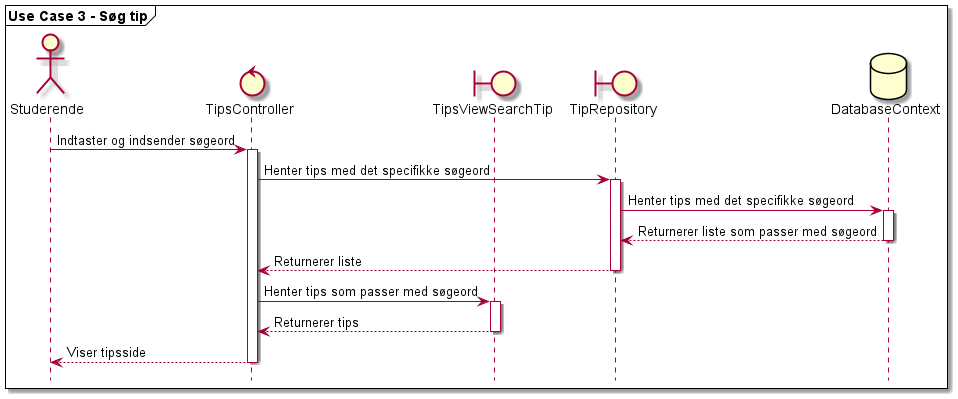 Use Case 3 - Søg tip
Studerende
TipsController
TipsViewSearchTip
TipRepository
DatabaseContext
Indtaster og indsender søgeord
Henter tips med det specifikke søgeord
Henter tips med det specifikke søgeord
Returnerer liste som passer med søgeord
Returnerer liste
Henter tips som passer med søgeord
Returnerer tips
Viser tipsside